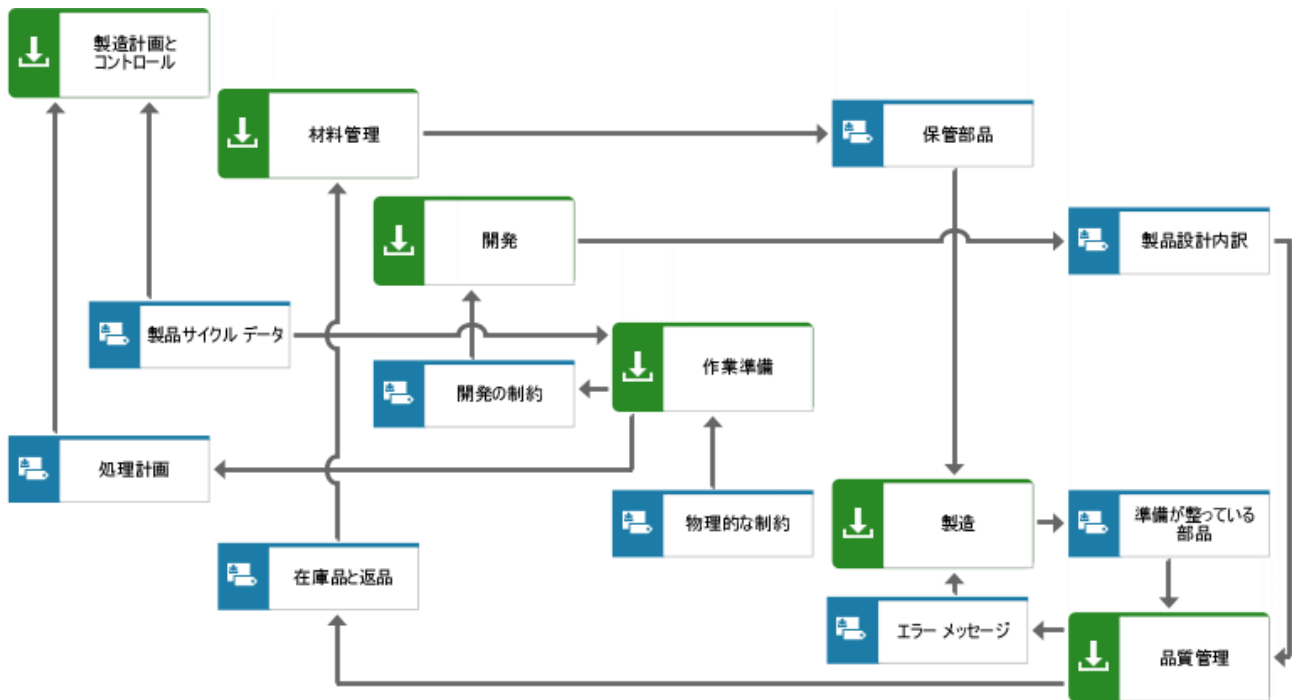 製造計画と
コントロール
材料管理
保管部品
開発
製品設計内訳
製品サイクル データ
作業準備
開発の制約
処理計画
物理的な制約
製造
準備が整っている
部品
在庫品と返品
エラー メッセージ
品質管理